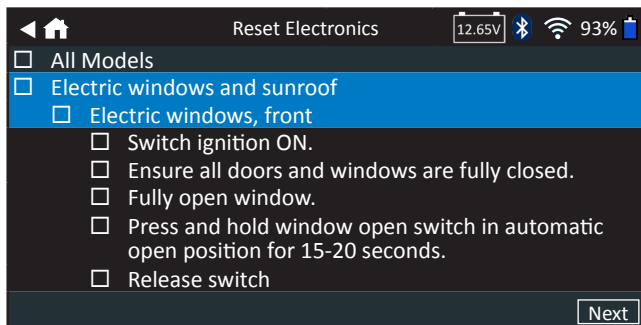 Reset Electronics
12.65V
93%
All Models
Electric windows and sunroof
Electric windows, front
Switch ignition ON.
Ensure all doors and windows are fully closed.
Fully open window.
Press and hold window open switch in automatic
open position for 15-20 seconds.
Release switch
Next